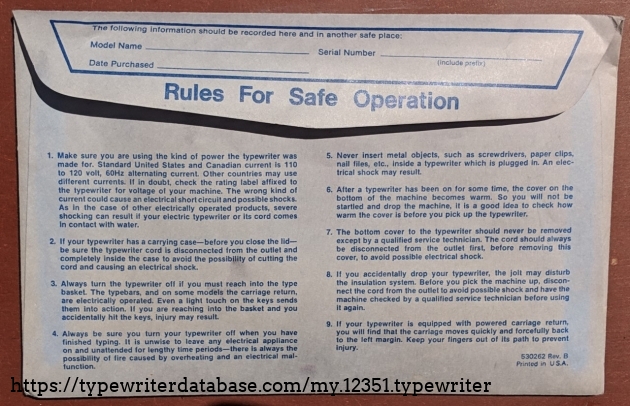 The following information should be recorded here and in another safe place:
Model Name Serial Number
(include prefix)
Date Purchased
Rules For Safe Operation
1. Make sure you are using the kind of power the typewriter was
made for. Standard United States and Canadian current is 110
to 120 volt, 60Hz alternating current. Other countries may use
different currents. If in doubt, check the rating label affixed to
the typewriter for voltage of your machine. The wrong kind of
current could cause an electrical short circuit and possible shocks.
As in the case of other electrically operated products, severe
shocking can result if your electric typewriter or its cord comes
in contact with water.
2. If your typewriter has a carrying case—before you close the lid—
be sure the typewriter cord is disconnected from the outlet and
completely inside the case to avoid the possibility of cutting the
cord and causing an electrical shock.
3. Always turn the typewriter off if you must reach into the type
basket. The typebars, and on some models the carriage return,
are electrically operated. Even a light touch on the keys sends
them into action. If you are reaching into the basket and you
accidentally hit the keys, injury may result.
4. Always be sure you turn your typewriter off when you have
finished typing. It is unwise to leave any electrical appliance
on and unattended for lengthy time periods—there is always the
possibility of fire caused by overheating and an electrical mal-
function.
5. Never insert metal objects, such as screwdrivers, paper clips,
nail files, etc., inside a typewriter which is plugged in. An elec-
trical shock may result.
6. After a typewriter has been on for some time, the cover on the
bottom of the machine becomes warm. So you will not be
startled and drop the machine, it is a good idea to check how
warm the cover is before you pick up the typewriter.
7. The bottom cover to the typewriter should never be removed
except by a qualified service technician. The cord should always
be disconnected from the outlet first, before removing this
cover, to avoid possible electrical shock.
8. If you accidentally drop your typewriter, the jolt may disturb
the insulation system. Before you pick the machine up, discon-
nect the cord from the outlet to avoid possible shock and have the
machine checked by a qualified service technician before using
it again.
9. If your typewriter is equipped with powered carriage return,
you will find that the carriage moves quickly and forcefully back
to the left margin. Keep your fingers out of its path to prevent
injury.
530262 Rev. B
Printed in U.S.A.
https://typewriterdatabase.com/my.12351.typewriter